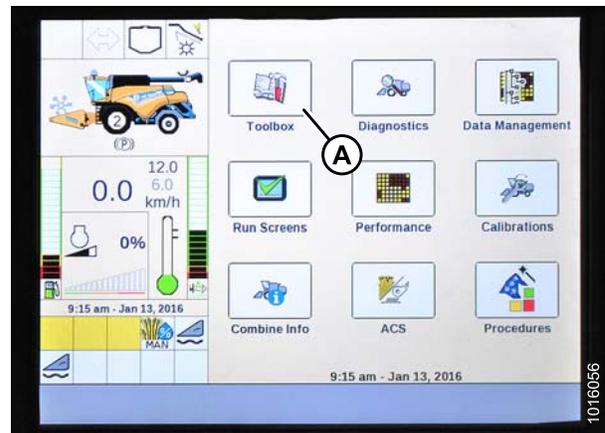 2
(P)
12.0
0.0
6.0
km/h
0%
9:15 am - Jan 13, 2016
MAN
%
Toolbox
Diagnostics
Data Management
A
Run Screens
Performance
Calibrations
Combine Info
ACS
Procedures
9:15 am - Jan 13, 2016
1016056